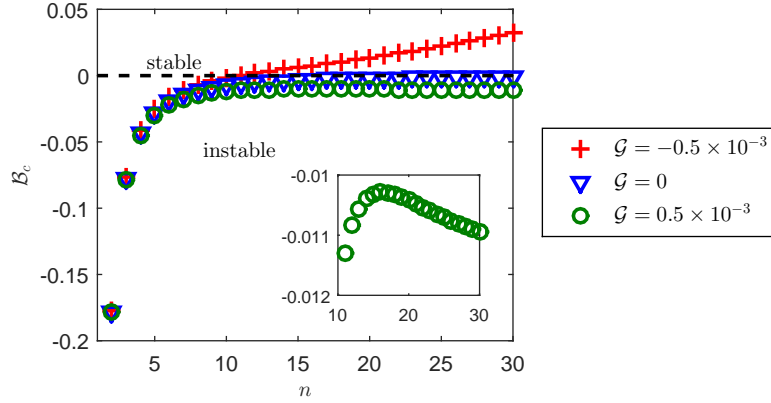 0.05
0
-0.05
-0.1
-0.15
-0.2
ℬ_c
stable
instable
-0.01
-0.011
-0.012
10 20 30
5 10 15 20 25 30
n
𝒢 = −0.5 × 10⁻³
𝒢 = 0
𝒢 = 0.5 × 10⁻³